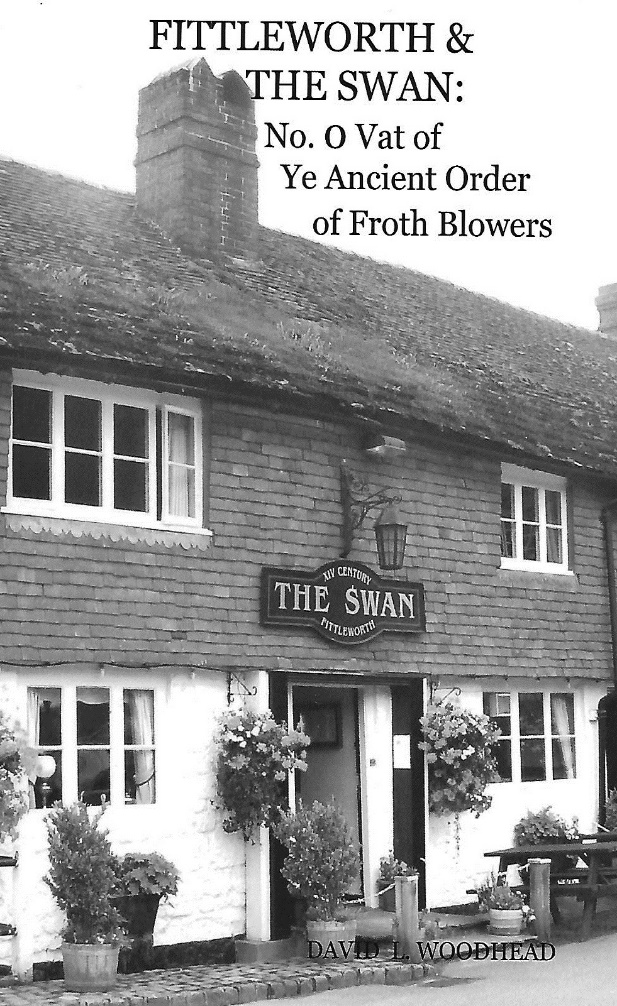 FITTLEWORTH &
THE SWAN:
No. 0 Vat of
Ye Ancient Order
of Froth Blowers
XIV CENTURY
THE SWAN
FITTLEWORTH
DAVID L. WOODHEAD